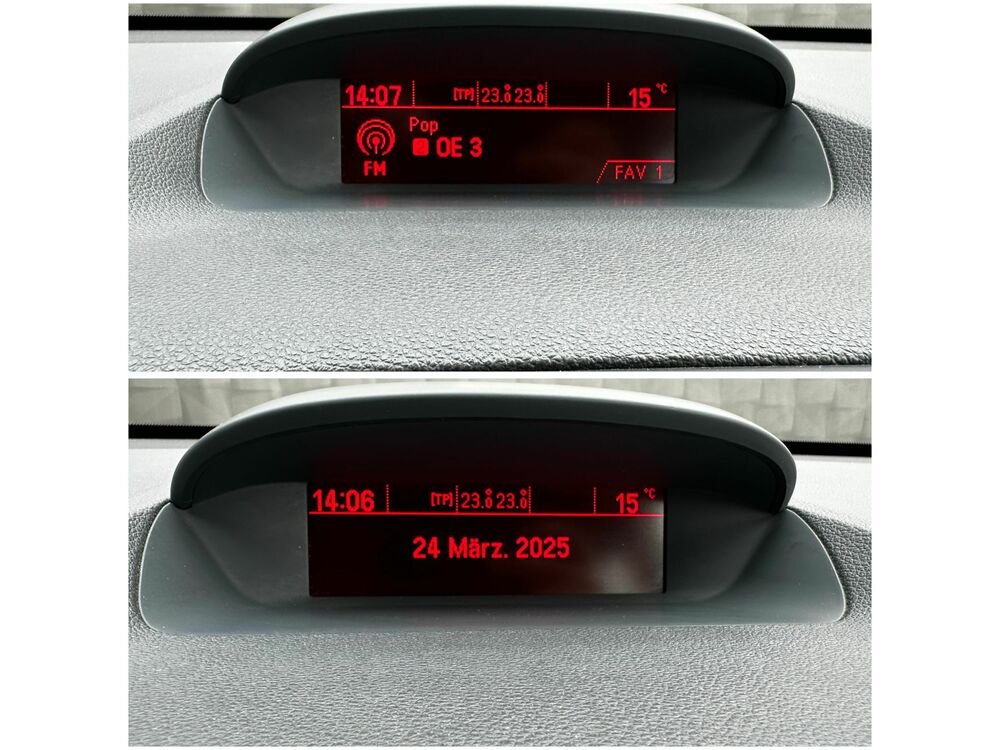 14:07 [TP] 23.0° 23.0° 15 °C
Pop
2 OE 3
FM
FAV 1
14:06 [TP] 23.0° 23.0° 15 °C
24 März. 2025